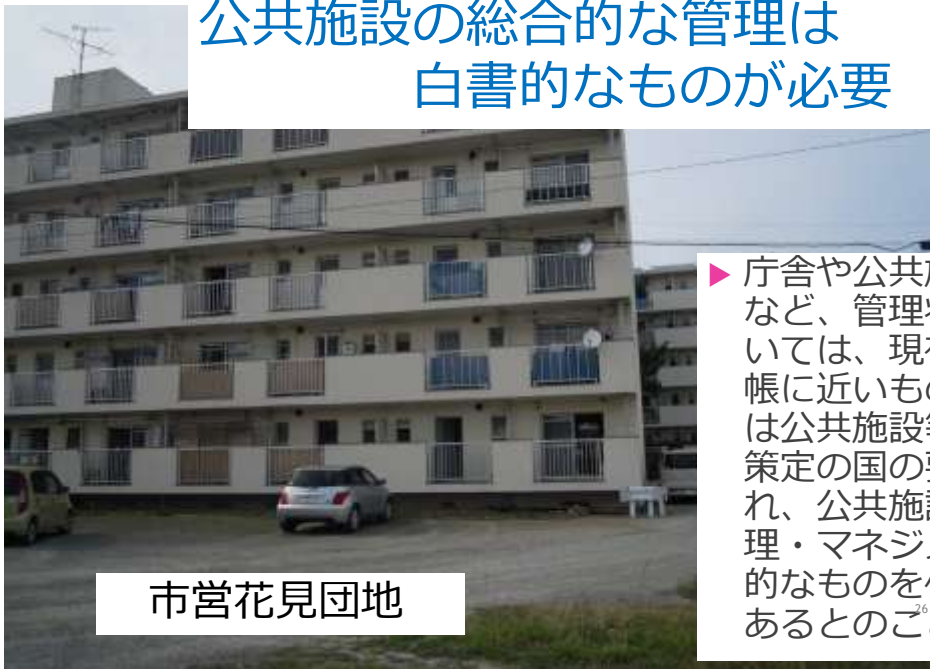 公共施設の総合的な管理は
白書的なものが必要
▶ 庁舎や公共施
など、管理
いては、現
帳に近いもの
は公共施設
策定の国の
れ、公共施
理・マネジ
的なものを
あるとのこ
市営花見団地
26